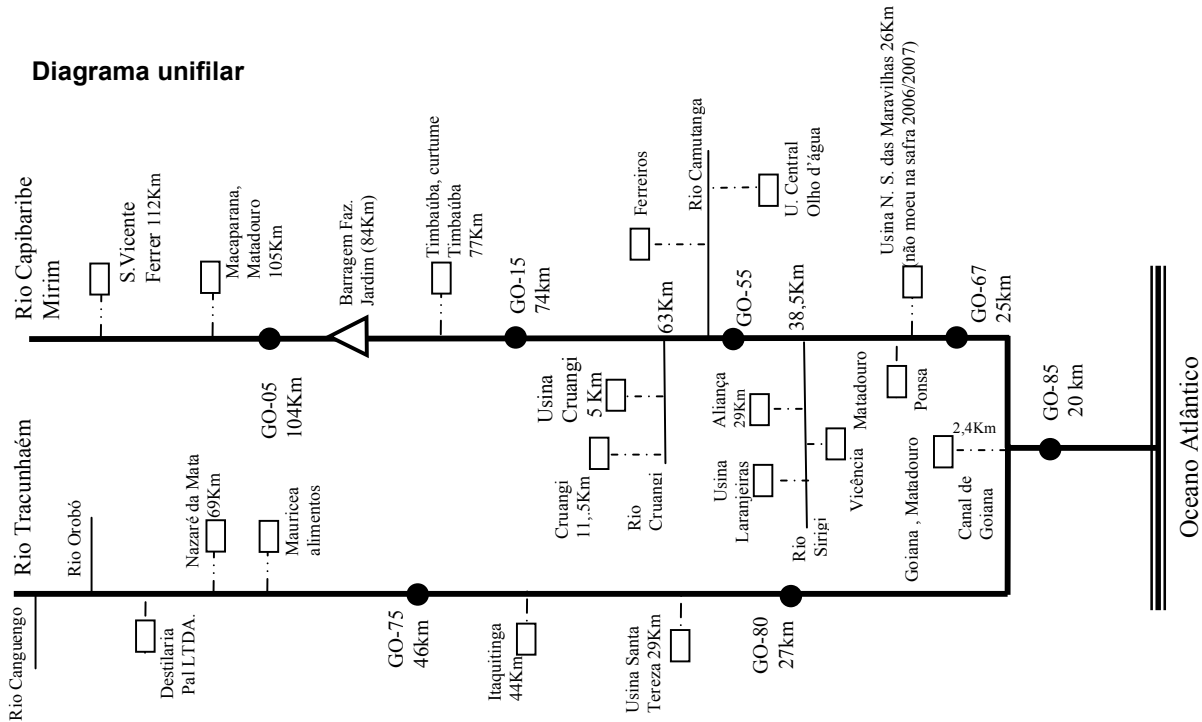 Diagrama unifilar
Rio Capibaribe
Mirim
S.Vicente
Ferrer 112Km
Macaparana,
Matadouro
105Km
GO-05
104Km
Barragem Faz.
Jardim (84Km)
Timbaúba, curtume
Timbaúba
77Km
GO-15
74km
Usina
Cruangi
5 Km
Cruangi
11,.5Km
Rio
Cruangi
63Km
Ferreiros
Rio Camutanga
U. Central
Olho d'água
GO-55
38,5Km
Aliança
29Km
Usina
Laranjeiras
Rio
Sirigi
Matadouro
Vicência
Usina N. S. das Maravilhas 26Km
(não moeu na safra 2006/2007)
Ponsa
GO-67
25km
Rio Tracunhaém
Rio Canguengo
Rio Orobó
Destilaria
Pal LTDA.
Nazaré da Mata
69Km
Mauricea
alimentos
GO-75
46km
Itaquitinga
44Km
Usina Santa
Tereza 29Km
GO-80
27km
Goiana , Matadouro
2,4Km
Canal de
Goiana
GO-85
20 km
Oceano Atlântico